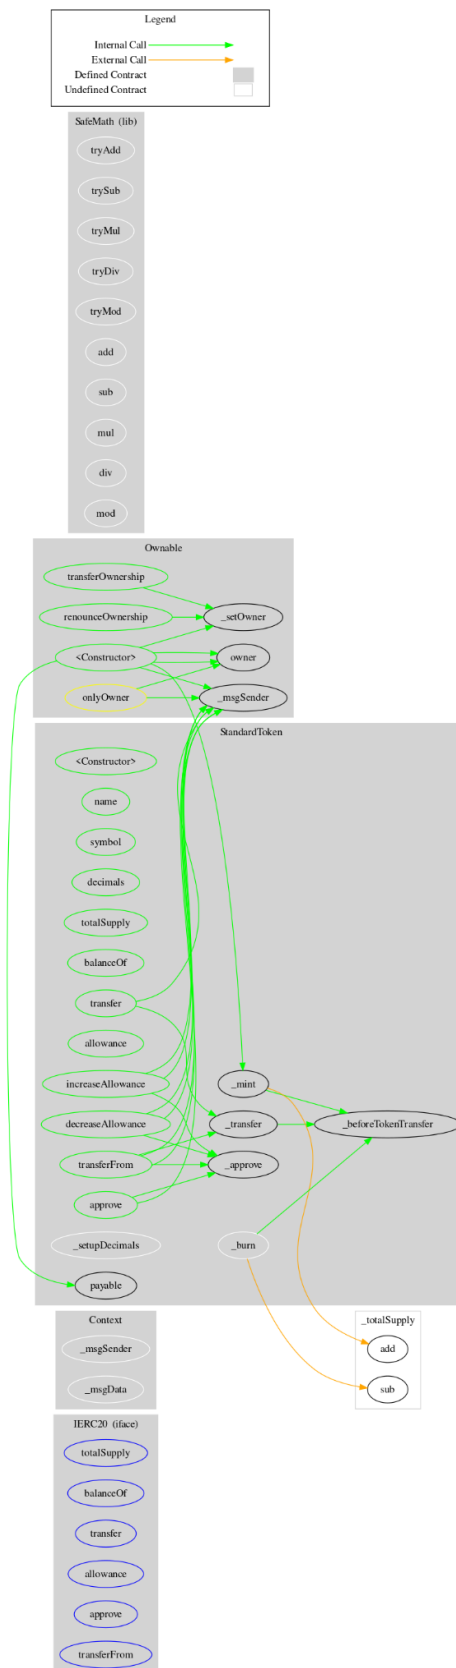 Legend
Internal Call
External Call
Defined Contract
Undefined Contract
SafeMath (lib)
tryAdd
trySub
tryMul
tryDiv
tryMod
add
sub
mul
div
mod
Ownable
transferOwnership
renounceOwnership
_setOwner
<Constructor>
owner
onlyOwner
_msgSender
StandardToken
<Constructor>
name
symbol
decimals
totalSupply
balanceOf
transfer
allowance
increaseAllowance
_mint
decreaseAllowance
_transfer
_beforeTokenTransfer
transferFrom
_approve
approve
_setupDecimals
_burn
payable
Context
_msgSender
_msgData
_totalSupply
add
sub
IERC20 (iface)
totalSupply
balanceOf
transfer
allowance
approve
transferFrom